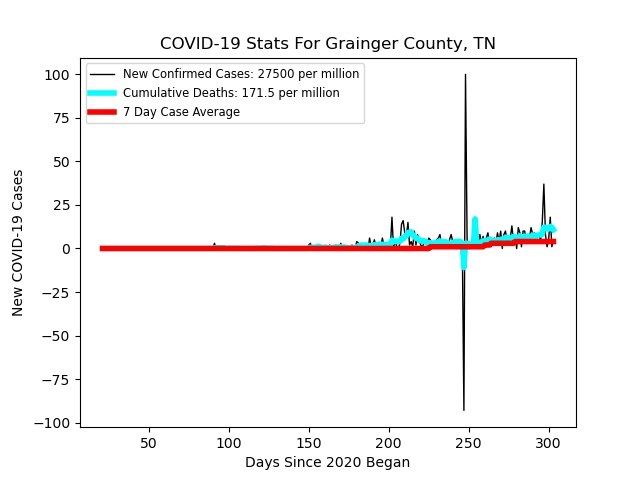 COVID-19 Stats For Grainger County, TN
New Confirmed Cases: 27500 per million
Cumulative Deaths: 171.5 per million
7 Day Case Average
New COVID-19 Cases
100
75
50
25
0
−25
−50
−75
−100
50 100 150 200 250 300
Days Since 2020 Began